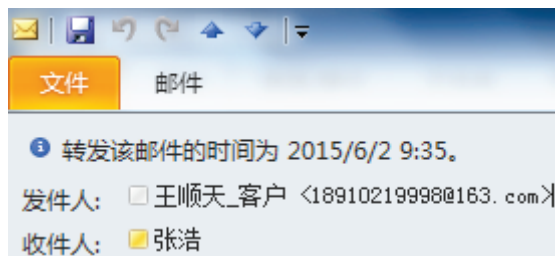 文件 邮件
转发该邮件的时间为 2015/6/2 9:35。
发件人: 王顺天_客户 <18910219998@163.com>
收件人: 张浩